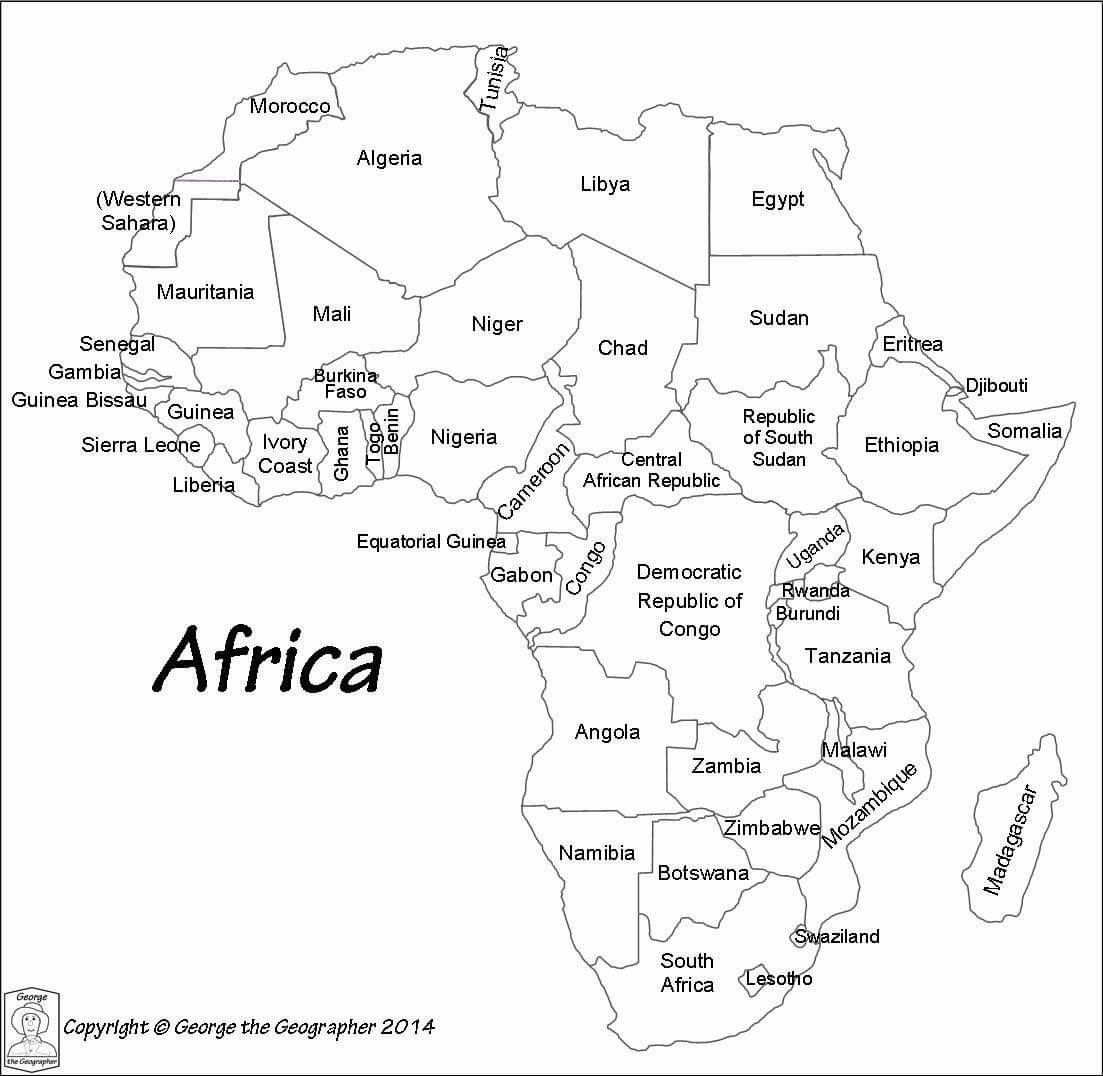 Tunisia
Morocco
Algeria
Libya
Egypt
(Western
Sahara)
Mauritania
Mali
Niger
Chad
Sudan
Eritrea
Djibouti
Senegal
Gambia
Guinea Bissau
Guinea
Sierra Leone
Liberia
Ivory
Coast
Burkina
Faso
Ghana
Togo
Benin
Nigeria
Cameroon
Central
African Republic
Republic
of South
Sudan
Ethiopia
Somalia
Equatorial Guinea
Gabon
Congo
Democratic
Republic of
Congo
Uganda
Kenya
Rwanda
Burundi
Tanzania
Africa
Angola
Zambia
Malawi
Mozambique
Madagascar
Zimbabwe
Namibia
Botswana
Swaziland
South
Africa
Lesotho
George
the Geographer
Copyright © George the Geographer 2014